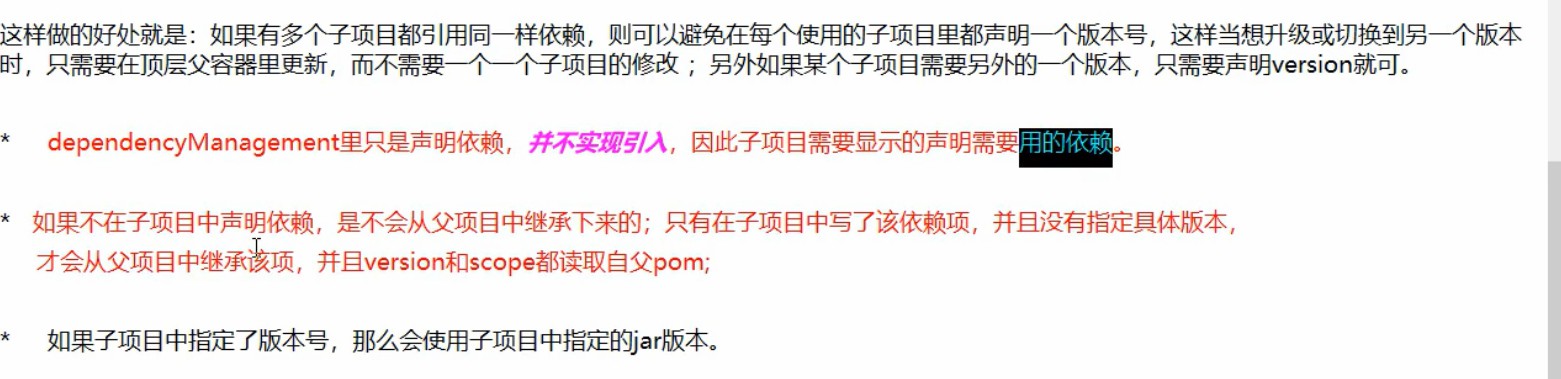 这样做的好处就是：如果有多个子项目都引用同一样依赖，则可以避免在每个使用的子项目里都声明一个版本号，这样当想升级或切换到另一个版本
时，只需要在顶层父容器里更新，而不需要一个一个子项目的修改 ；另外如果某个子项目需要另外的一个版本，只需要声明version就可。
* dependencyManagement里只是声明依赖，并不实现引入，因此子项目需要显示的声明需要用的依赖。
* 如果不在子项目中声明依赖，是不会从父项目中继承下来的；只有在子项目中写了该依赖项，并且没有指定具体版本，
才会从父项目中继承该项，并且version和scope都读取自父pom;
* 如果子项目中指定了版本号，那么会使用子项目中指定的jar版本。